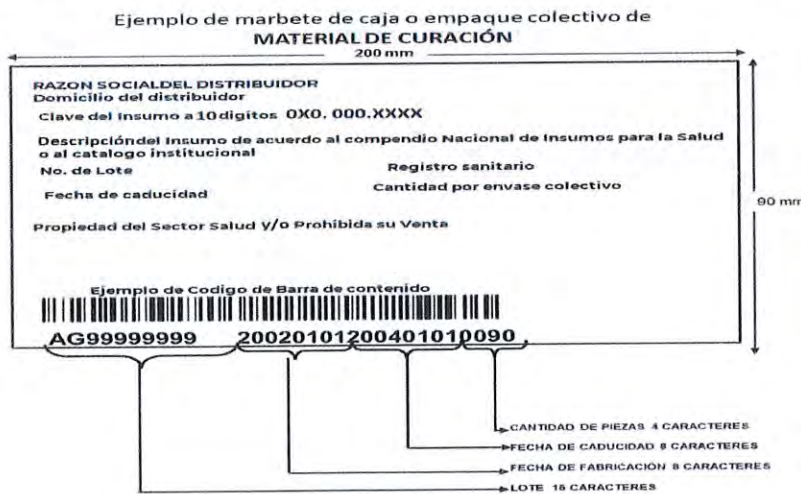 Ejemplo de marbete de caja o empaque colectivo de
MATERIAL DE CURACIÓN
200 mm
RAZON SOCIALDEL DISTRIBUIDOR
Domicilio del distribuidor
Clave del Insumo a 10 digitos 0X0. 000.XXXX
Descripcióndel Insumo de acuerdo al compendio Nacional de Insumos para la Salud
o al catalogo institucional
No. de Lote Registro sanitario
Fecha de caducidad Cantidad por envase colectivo
90 mm
Propiedad del Sector Salud y/o Prohibida su Venta
Ejemplo de Codigo de Barra de contenido
AG99999999 20020101200401010090
CANTIDAD DE PIEZAS 4 CARACTERES
FECHA DE CADUCIDAD 8 CARACTERES
FECHA DE FABRICACIÓN 8 CARACTERES
LOTE 15 CARACTERES